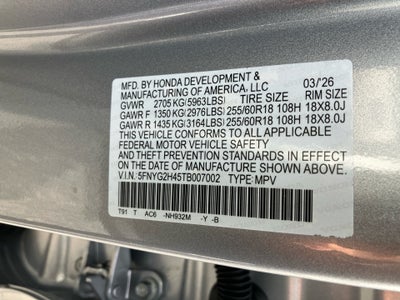 MFD. BY HONDA DEVELOPMENT & 03/'26
MANUFACTURING OF AMERICA, LLC
GVWR 2705 KG(5963LBS) TIRE SIZE RIM SIZE
GAWR F 1350 KG(2976LBS) 255/60R18 108H 18X8.0J
GAWR R 1435 KG(3164LBS) 255/60R18 108H 18X8.0J
THIS VEHICLE CONFORMS TO ALL APPLICABLE
FEDERAL MOTOR VEHICLE SAFETY
AND THEFT PREVENTION STANDARDS IN EFFECT
ON THE DATE OF MANUFACTURE SHOWN ABOVE.
V.I.N: 5FNYG2H45TB007002 TYPE: MPV
T91 T AC6 -NH932M -Y -B